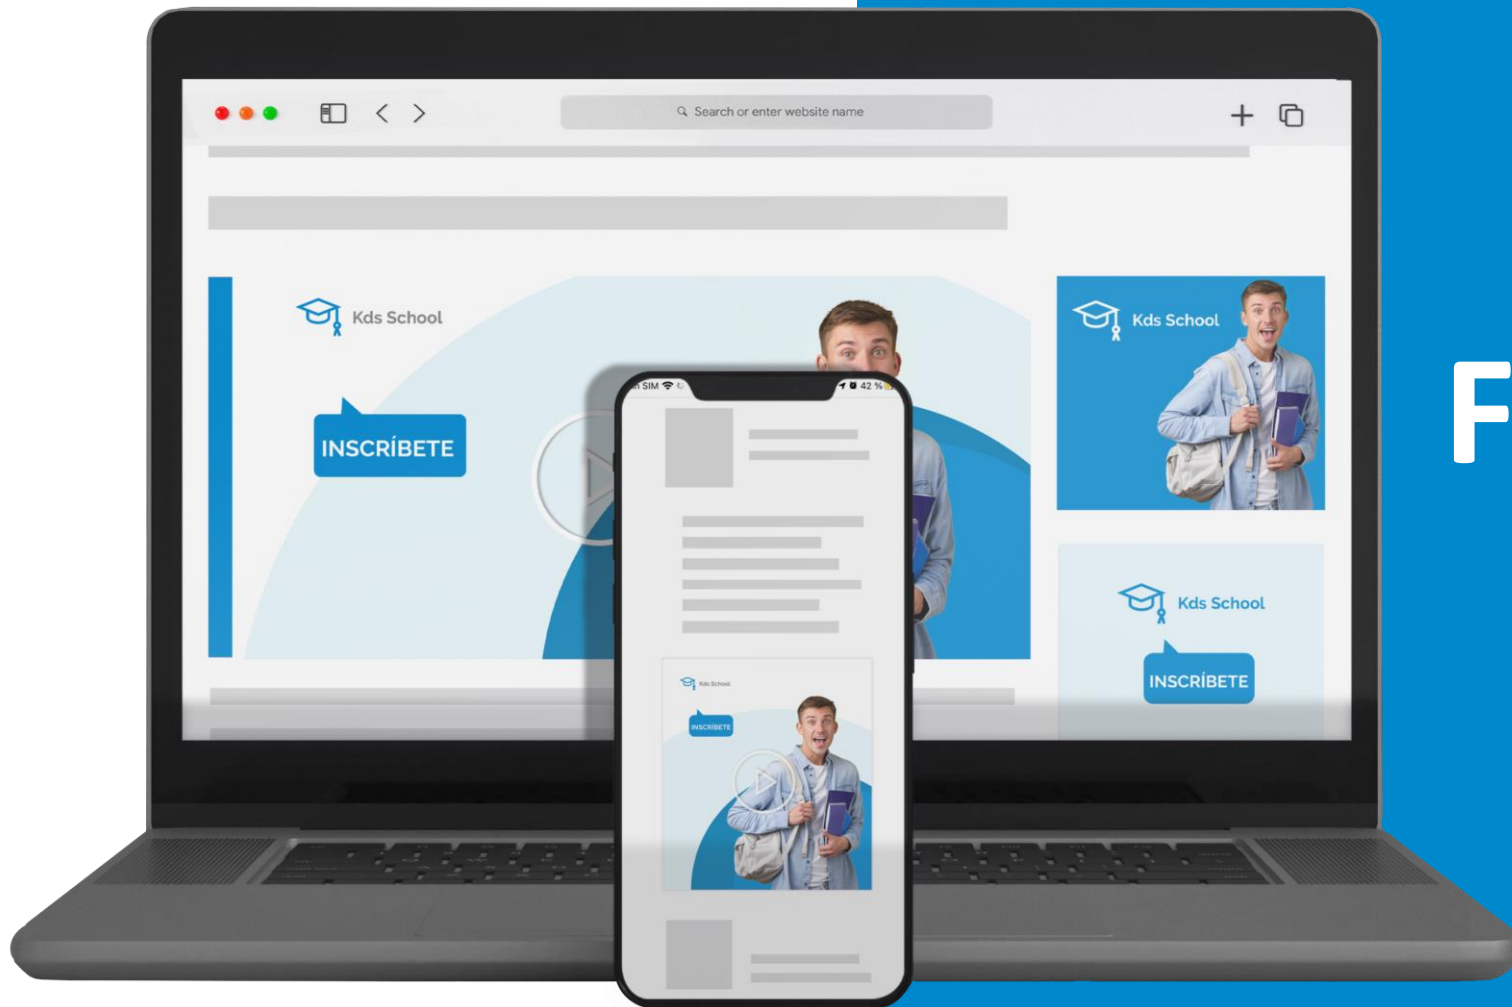 Search or enter website name
Kds School
INSCRÍBETE
Kds School
Kds School
INSCRÍBETE
SIM
42 %
Kds School
INSCRÍBETE
F